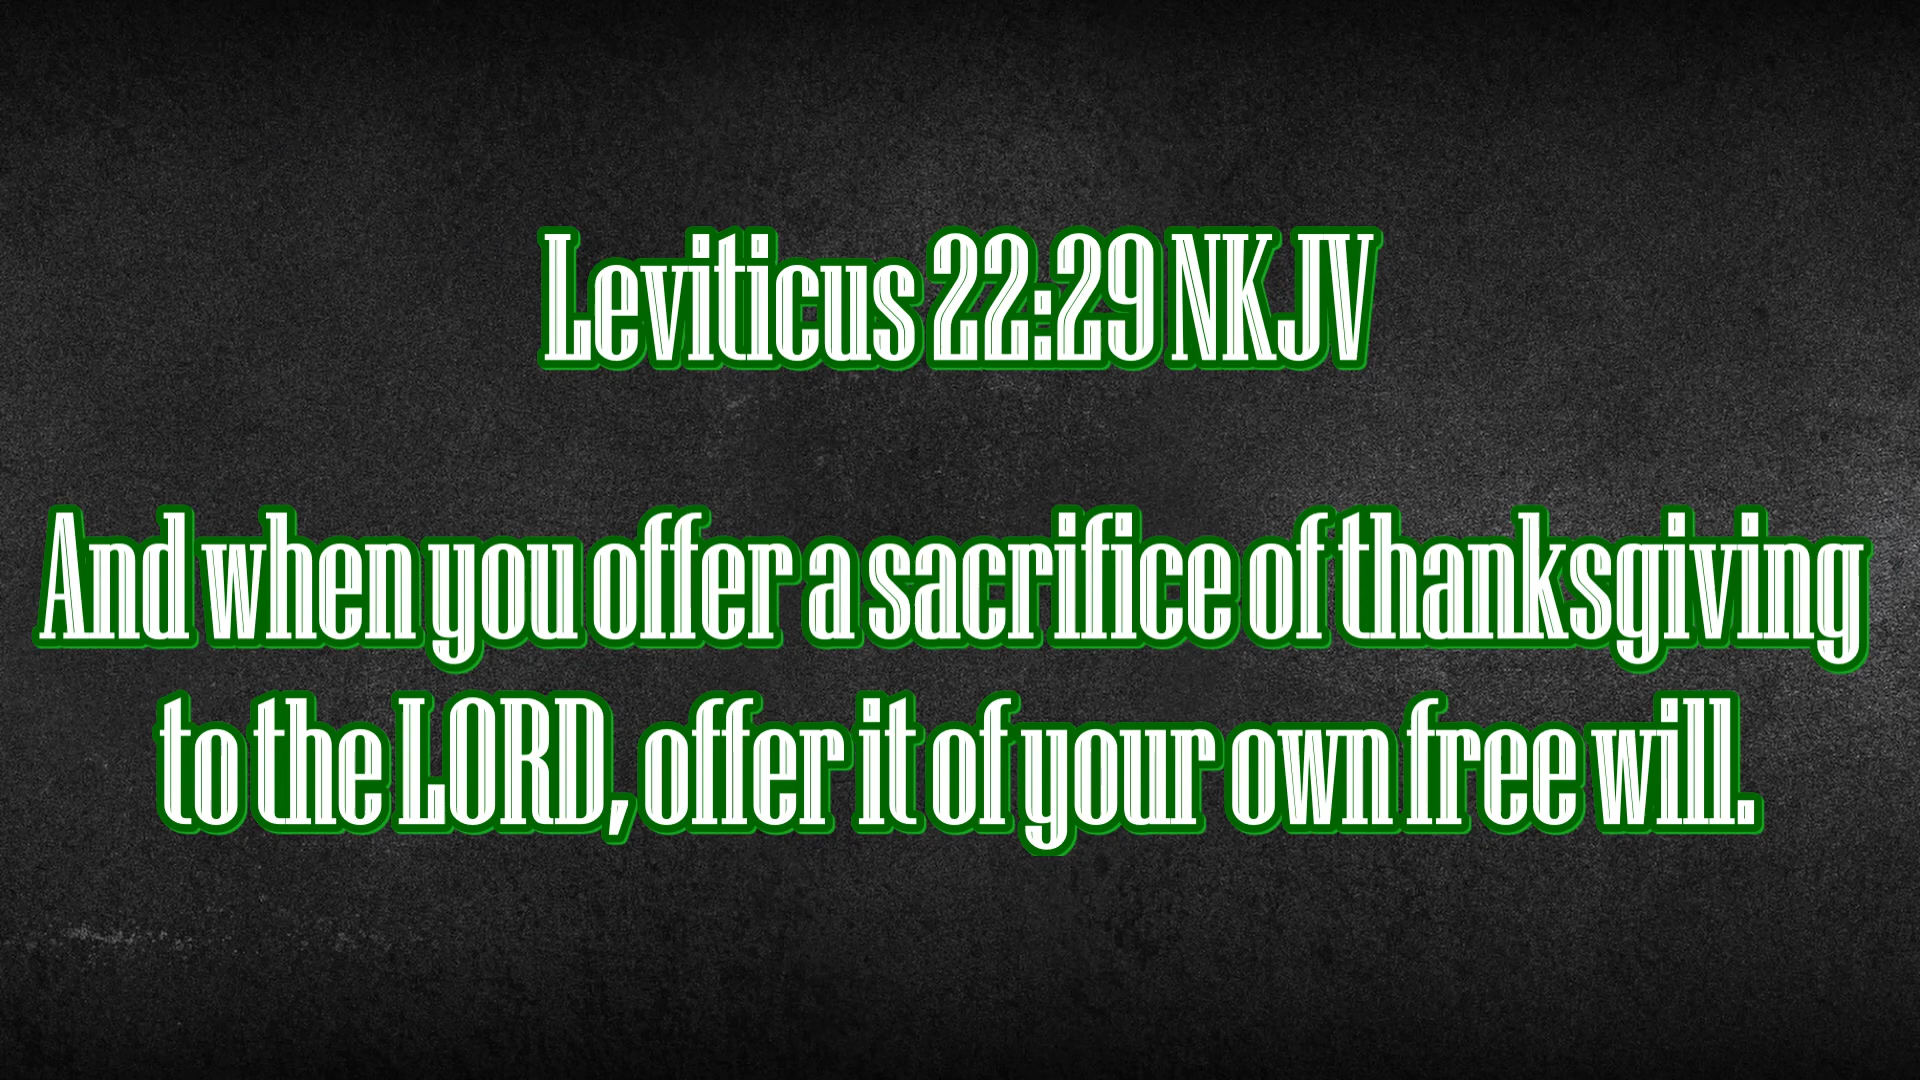 Leviticus 22:29 NKJV
And when you offer a sacrifice of thanksgiving
to the LORD, offer it of your own free will.